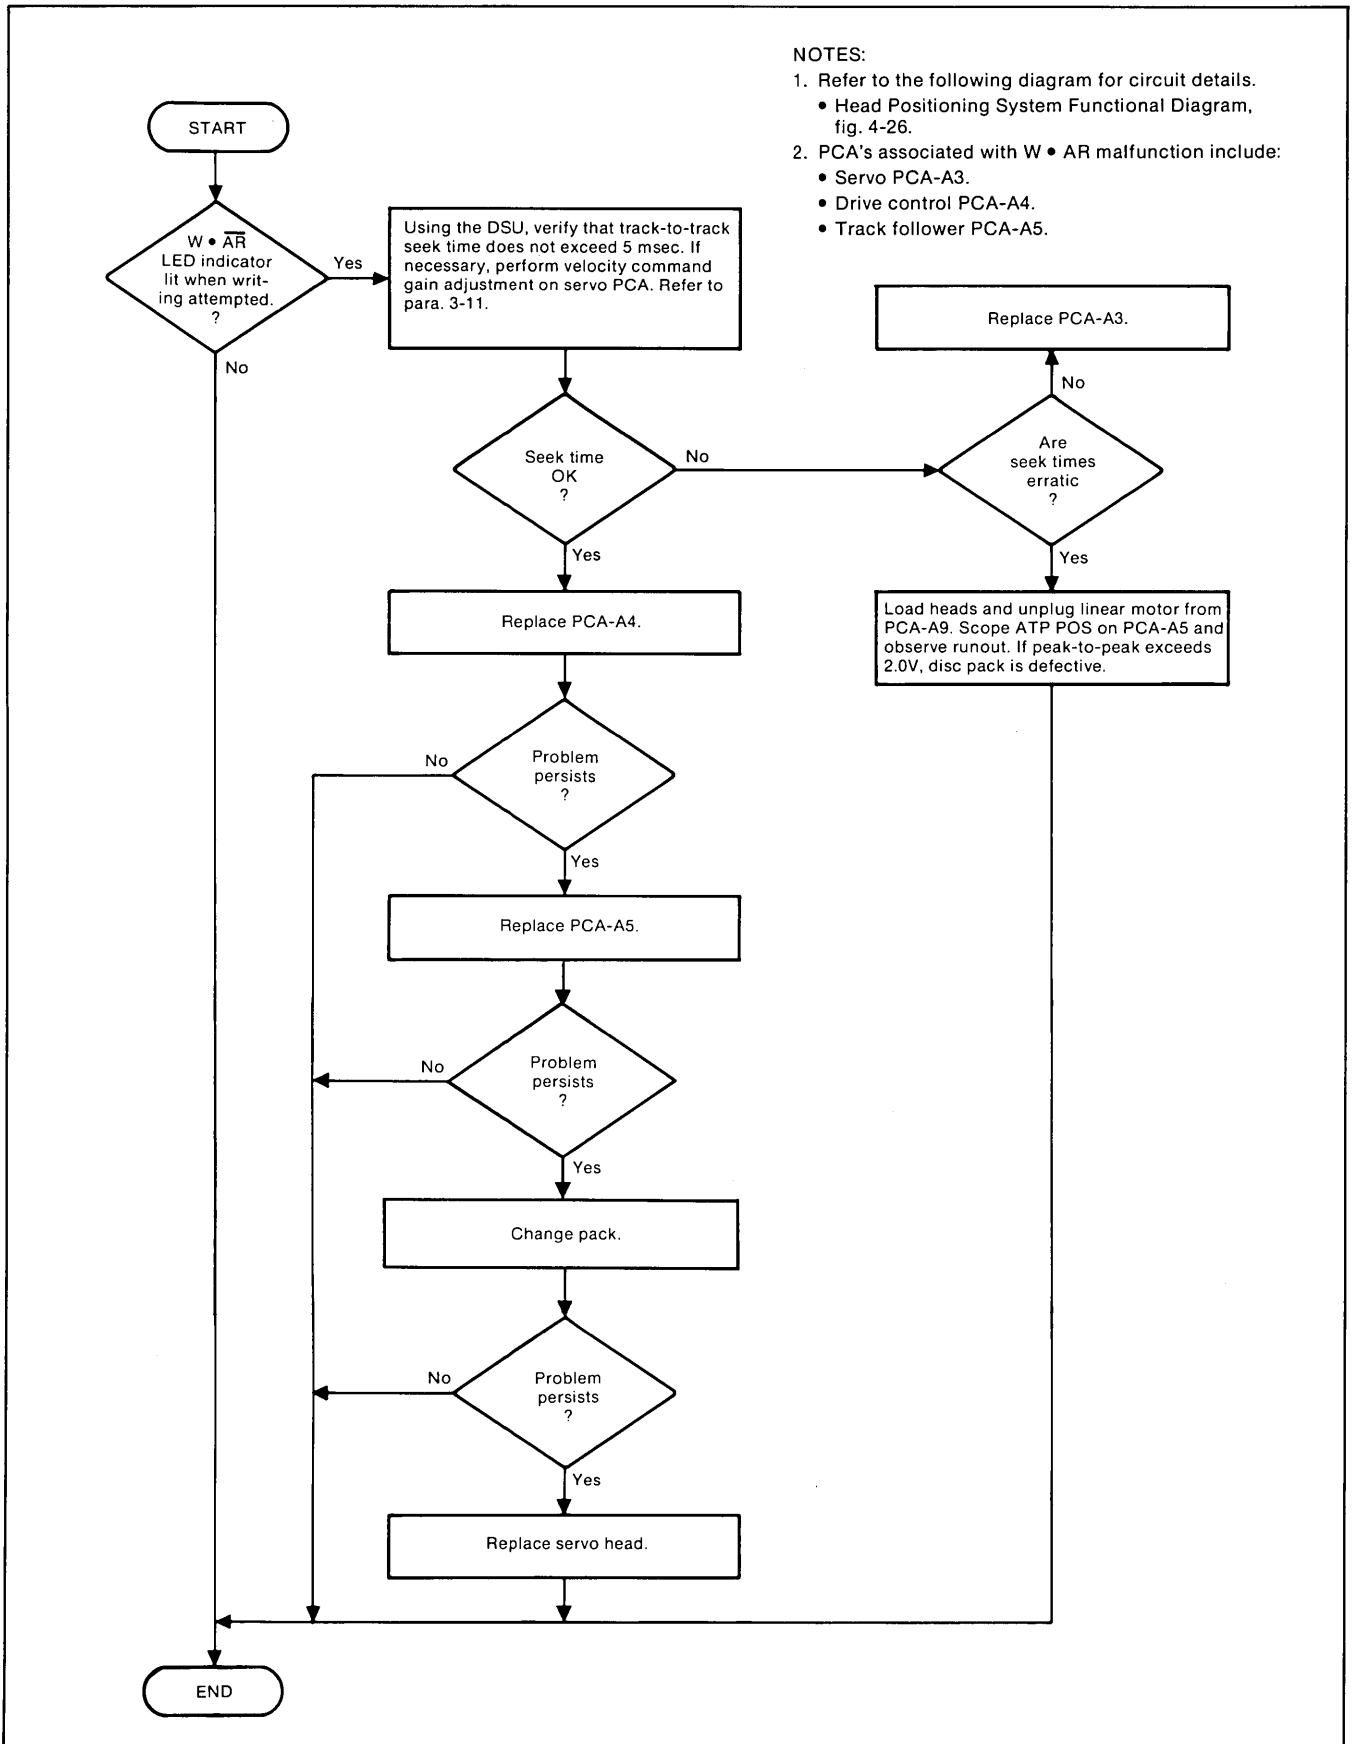 NOTES:
1. Refer to the following diagram for circuit details.
• Head Positioning System Functional Diagram,
fig. 4-26.
2. PCA's associated with W • AR malfunction include:
• Servo PCA-A3.
• Drive control PCA-A4.
• Track follower PCA-A5.
START
W • A̅R̅
LED indicator
lit when writ-
ing attempted.
?
Yes
No
Using the DSU, verify that track-to-track
seek time does not exceed 5 msec. If
necessary, perform velocity command
gain adjustment on servo PCA. Refer to
para. 3-11.
Replace PCA-A3.
No
Seek time
OK
?
No
Are
seek times
erratic
?
Yes
Yes
Replace PCA-A4.
Load heads and unplug linear motor from
PCA-A9. Scope ATP POS on PCA-A5 and
observe runout. If peak-to-peak exceeds
2.0V, disc pack is defective.
No
Problem
persists
?
Yes
Replace PCA-A5.
No
Problem
persists
?
Yes
Change pack.
No
Problem
persists
?
Yes
Replace servo head.
END